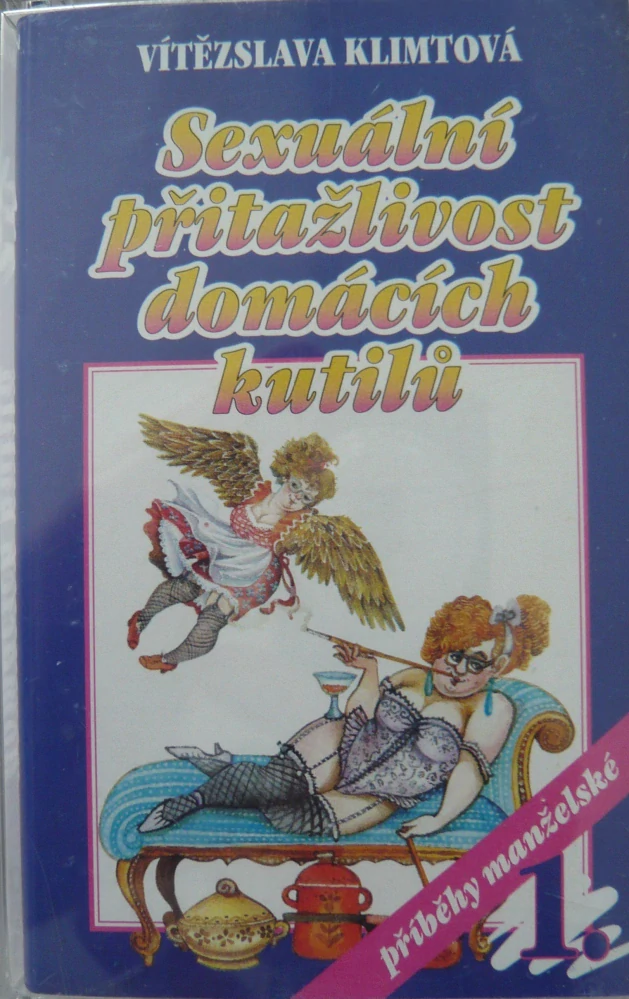 VÍTĚZSLAVA KLIMTOVÁ
Sexuální
přitažlivost
domácích
kutilů
příběhy manželské
1.